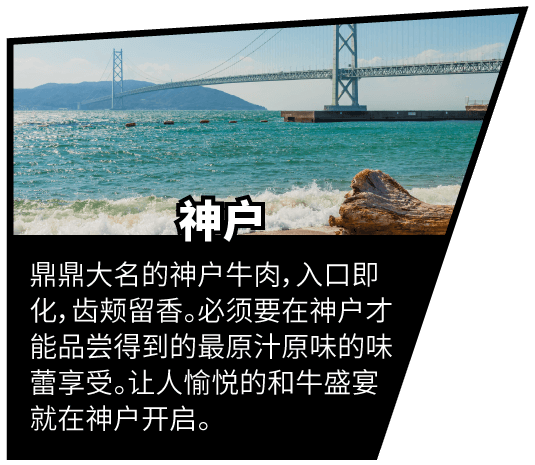 神户
鼎鼎大名的神户牛肉，入口即
化，齿颊留香。必须要在神户才
能品尝得到的最原汁原味的味
蕾享受。让人愉悦的和牛盛宴
就在神户开启。